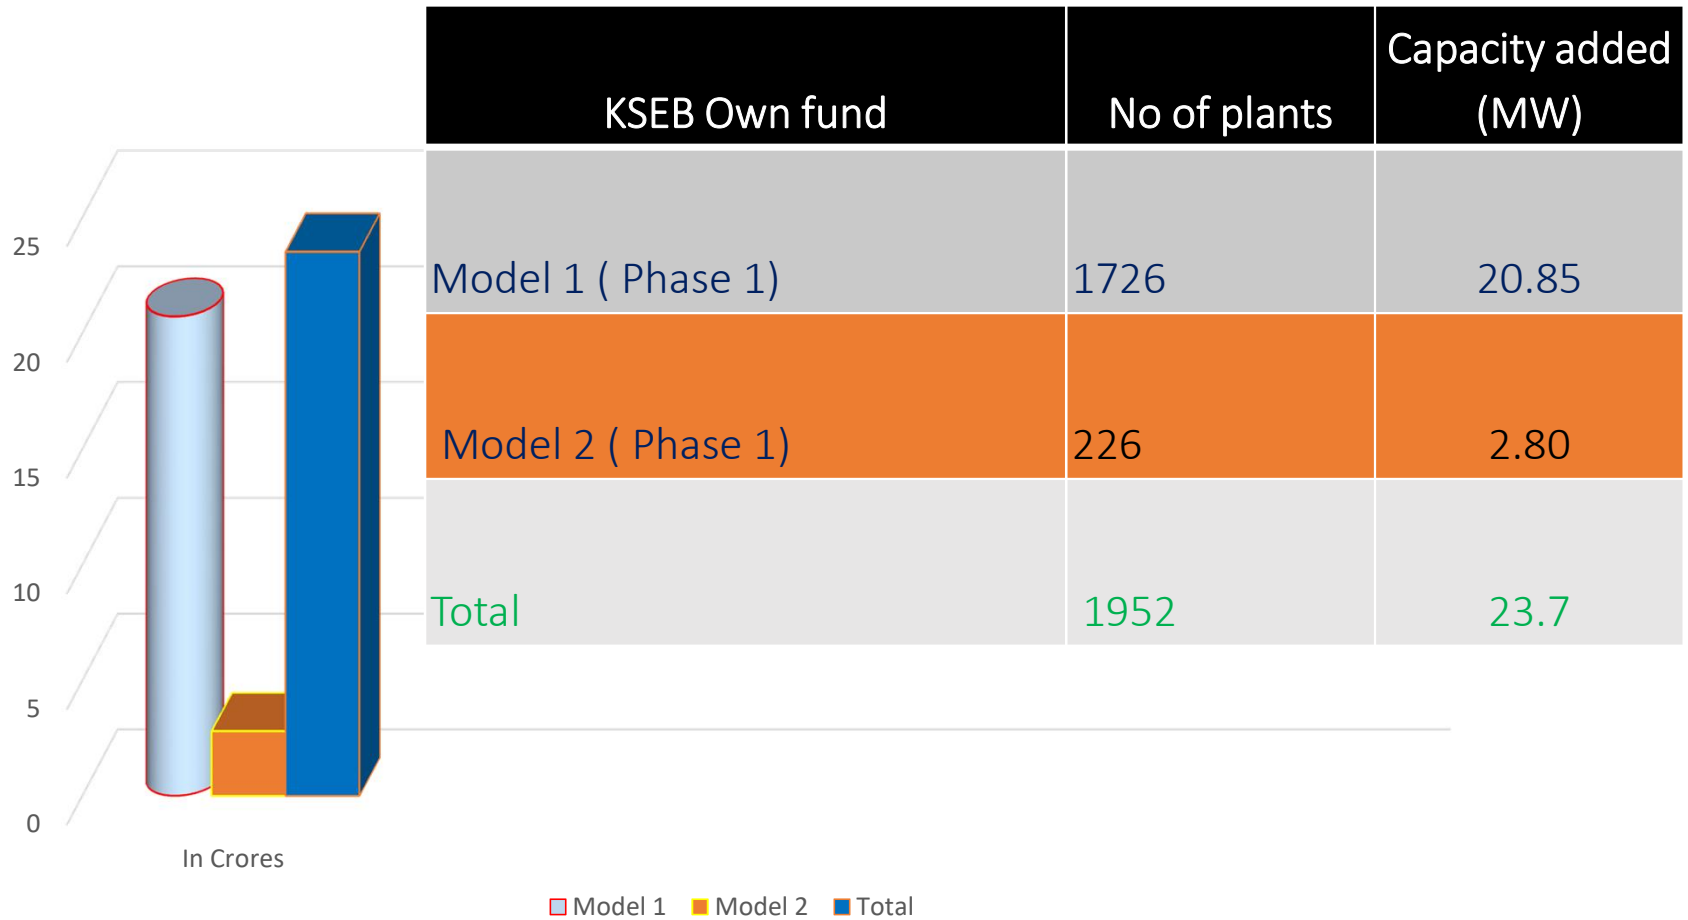 KSEB Own fund
No of plants
Capacity added
(MW)
Model 1 ( Phase 1)
1726
20.85
Model 2 ( Phase 1)
226
2.80
Total
1952
23.7
25
20
15
10
5
0
In Crores
Model 1
Model 2
Total